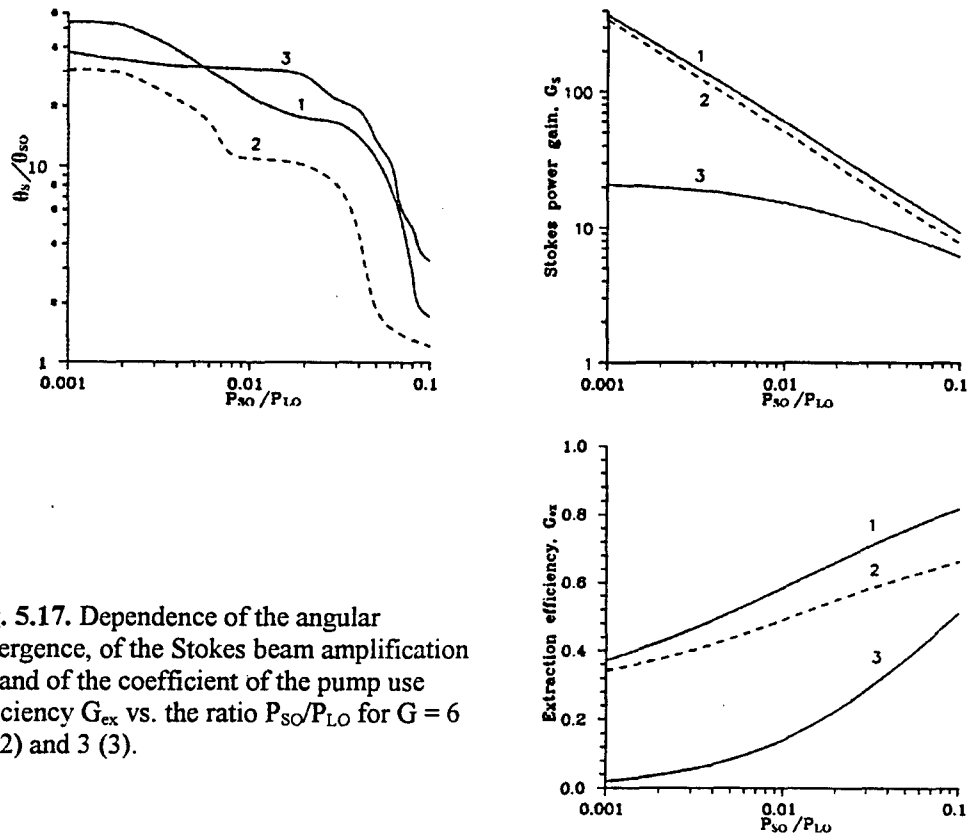 θs/θso
10
1
3
1
2
0.001
0.01
0.1
PSO/PLO
Stokes power gain, GS
100
10
1
1
2
3
0.001
0.01
0.1
PSO/PLO
Extraction efficiency, Gex
1.0
0.8
0.6
0.4
0.2
0.0
1
2
3
0.001
0.01
0.1
PSO/PLO
. 5.17. Dependence of the angular
ergence, of the Stokes beam amplification
and of the coefficient of the pump use
ciency Gex vs. the ratio PSO/PLO for G = 6
2) and 3 (3).